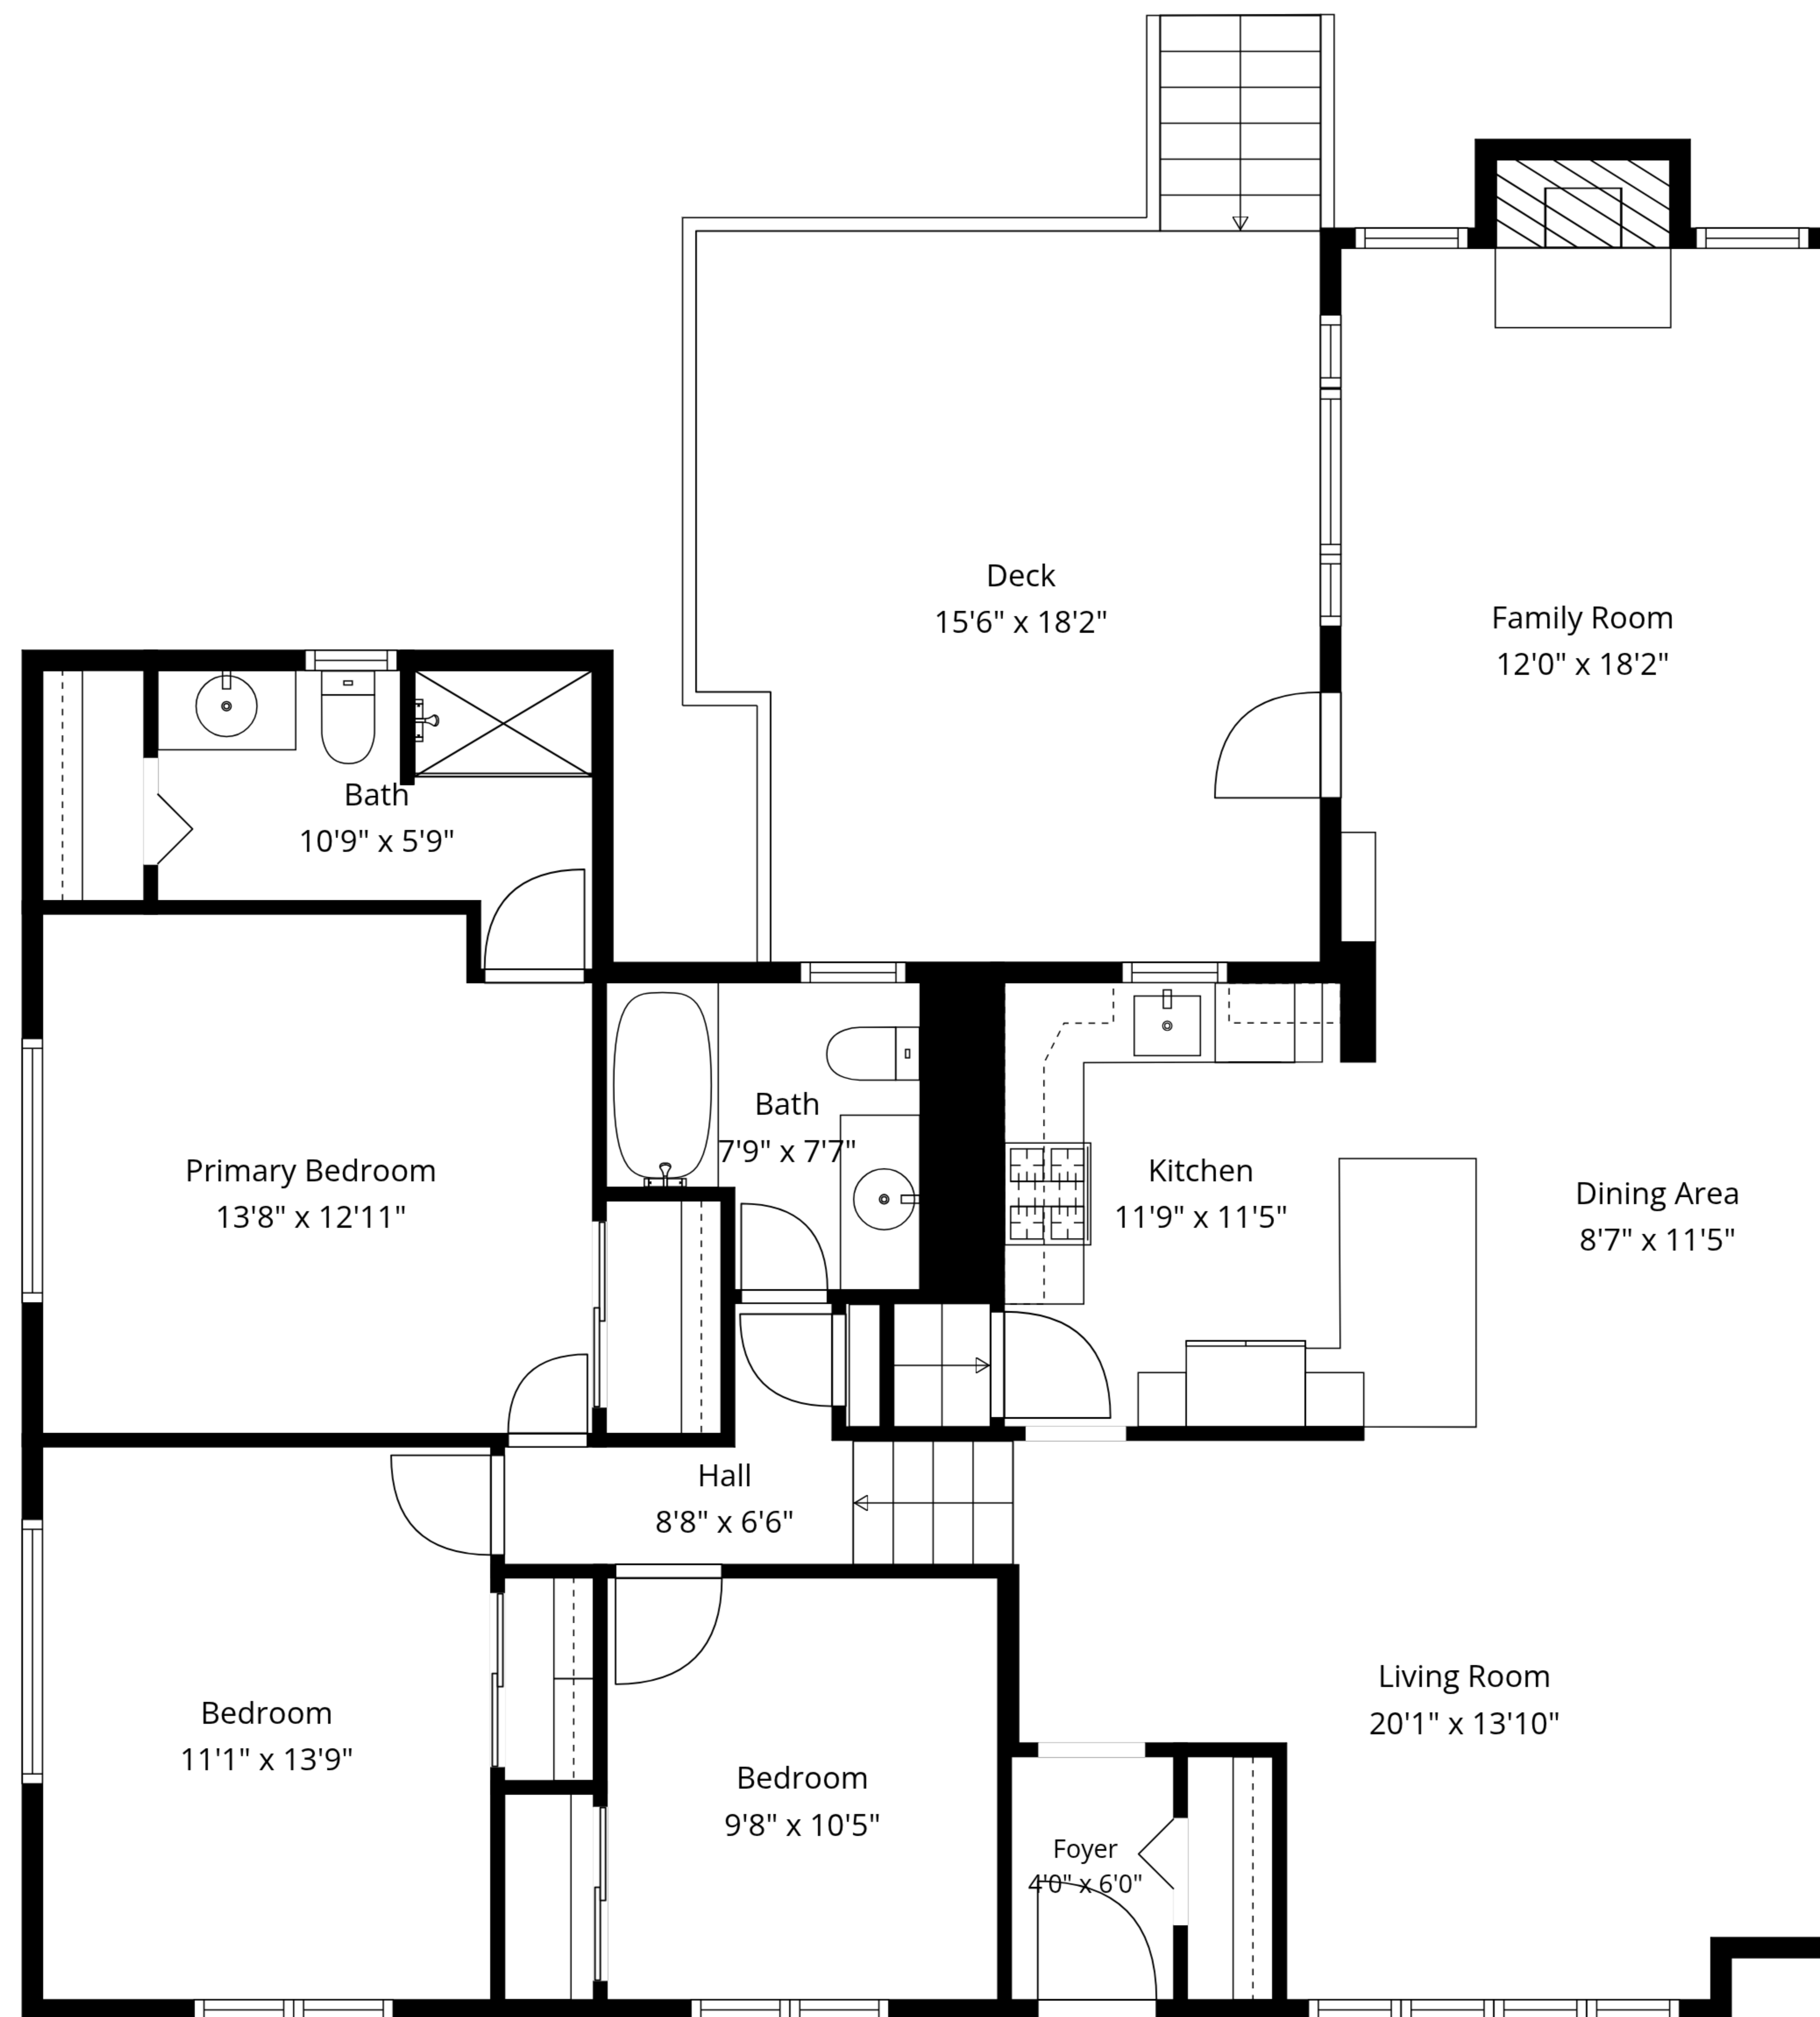 Deck
15'6" x 18'2"
Family Room
12'0" x 18'2"
Bath
10'9" x 5'9"
Bath
7'9" x 7'7"
Primary Bedroom
13'8" x 12'11"
Kitchen
11'9" x 11'5"
Dining Area
8'7" x 11'5"
Hall
8'8" x 6'6"
Living Room
20'1" x 13'10"
Bedroom
11'1" x 13'9"
Bedroom
9'8" x 10'5"
Foyer
4'0" x 6'0"